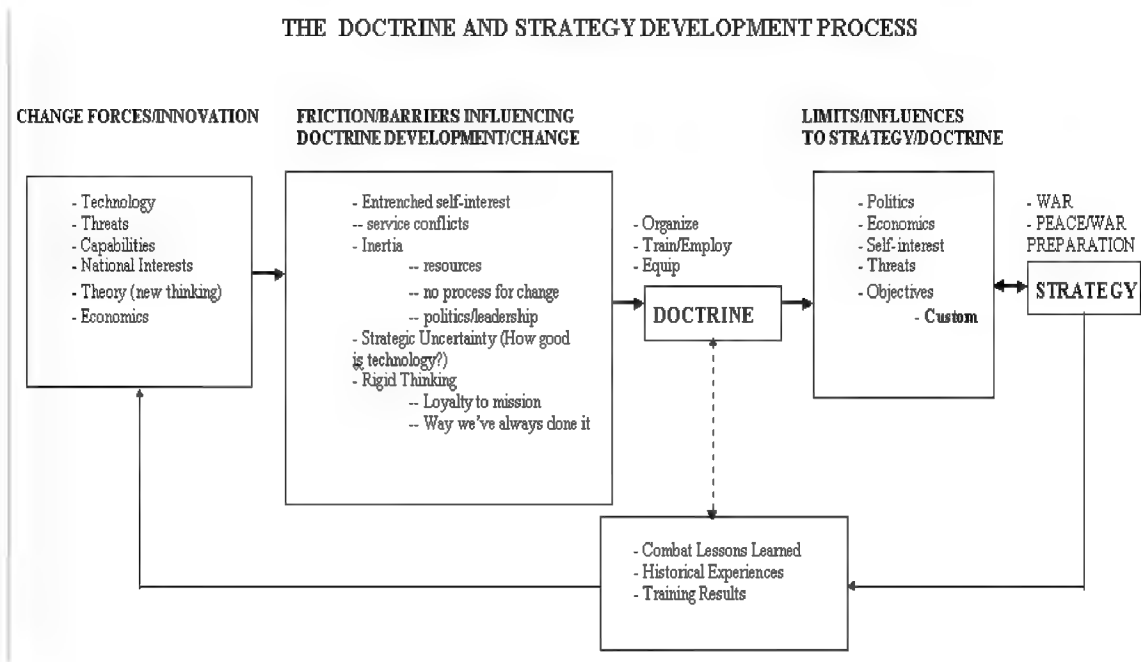 THE DOCTRINE AND STRATEGY DEVELOPMENT PROCESS
CHANGE FORCES/INNOVATION
- Technology
- Threats
- Capabilities
- National Interests
- Theory (new thinking)
- Economics
FRICTION/BARRIERS INFLUENCING
DOCTRINE DEVELOPMENT/CHANGE
- Entrenched self-interest
-- service conflicts
- Inertia
-- resources
-- no process for change
-- politics/leadership
- Strategic Uncertainty (How good
is technology?)
- Rigid Thinking
-- Loyalty to mission
-- Way we've always done it
- Organize
- Train/Employ
- Equip
DOCTRINE
LIMITS/INFLUENCES
TO STRATEGY/DOCTRINE
- Politics
- Economics
- Self-interest
- Threats
- Objectives
- Custom
- WAR
- PEACE/WAR
PREPARATION
STRATEGY
- Combat Lessons Learned
- Historical Experiences
- Training Results